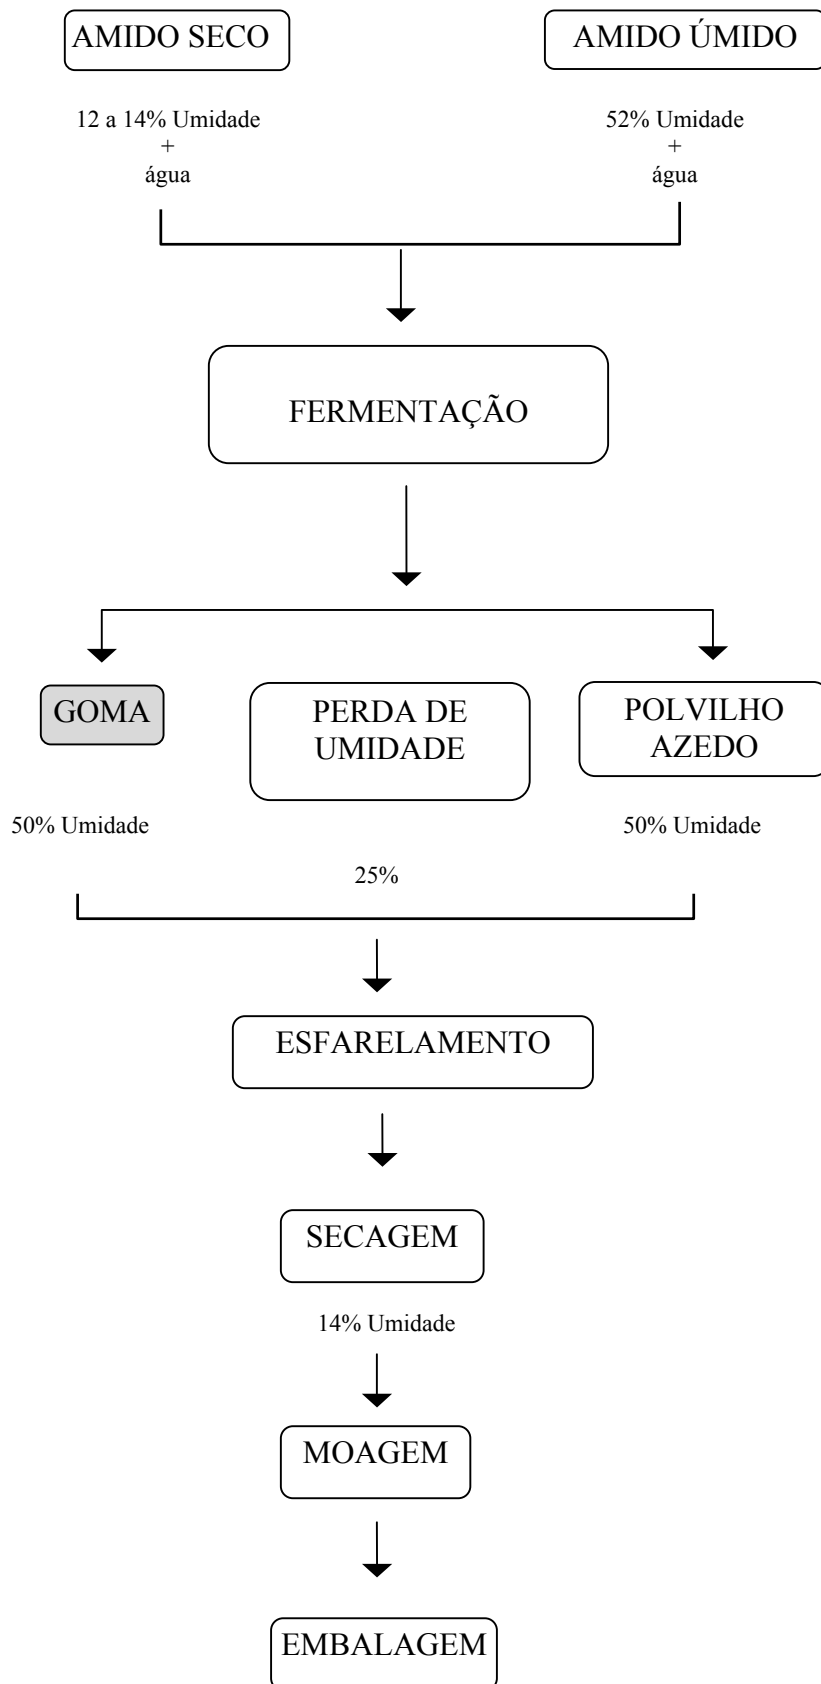 AMIDO SECO
AMIDO ÚMIDO
12 a 14% Umidade
+
água
52% Umidade
+
água
FERMENTAÇÃO
GOMA
PERDA DE
UMIDADE
POLVILHO
AZEDO
50% Umidade
50% Umidade
25%
ESFARELAMENTO
SECAGEM
14% Umidade
MOAGEM
EMBALAGEM